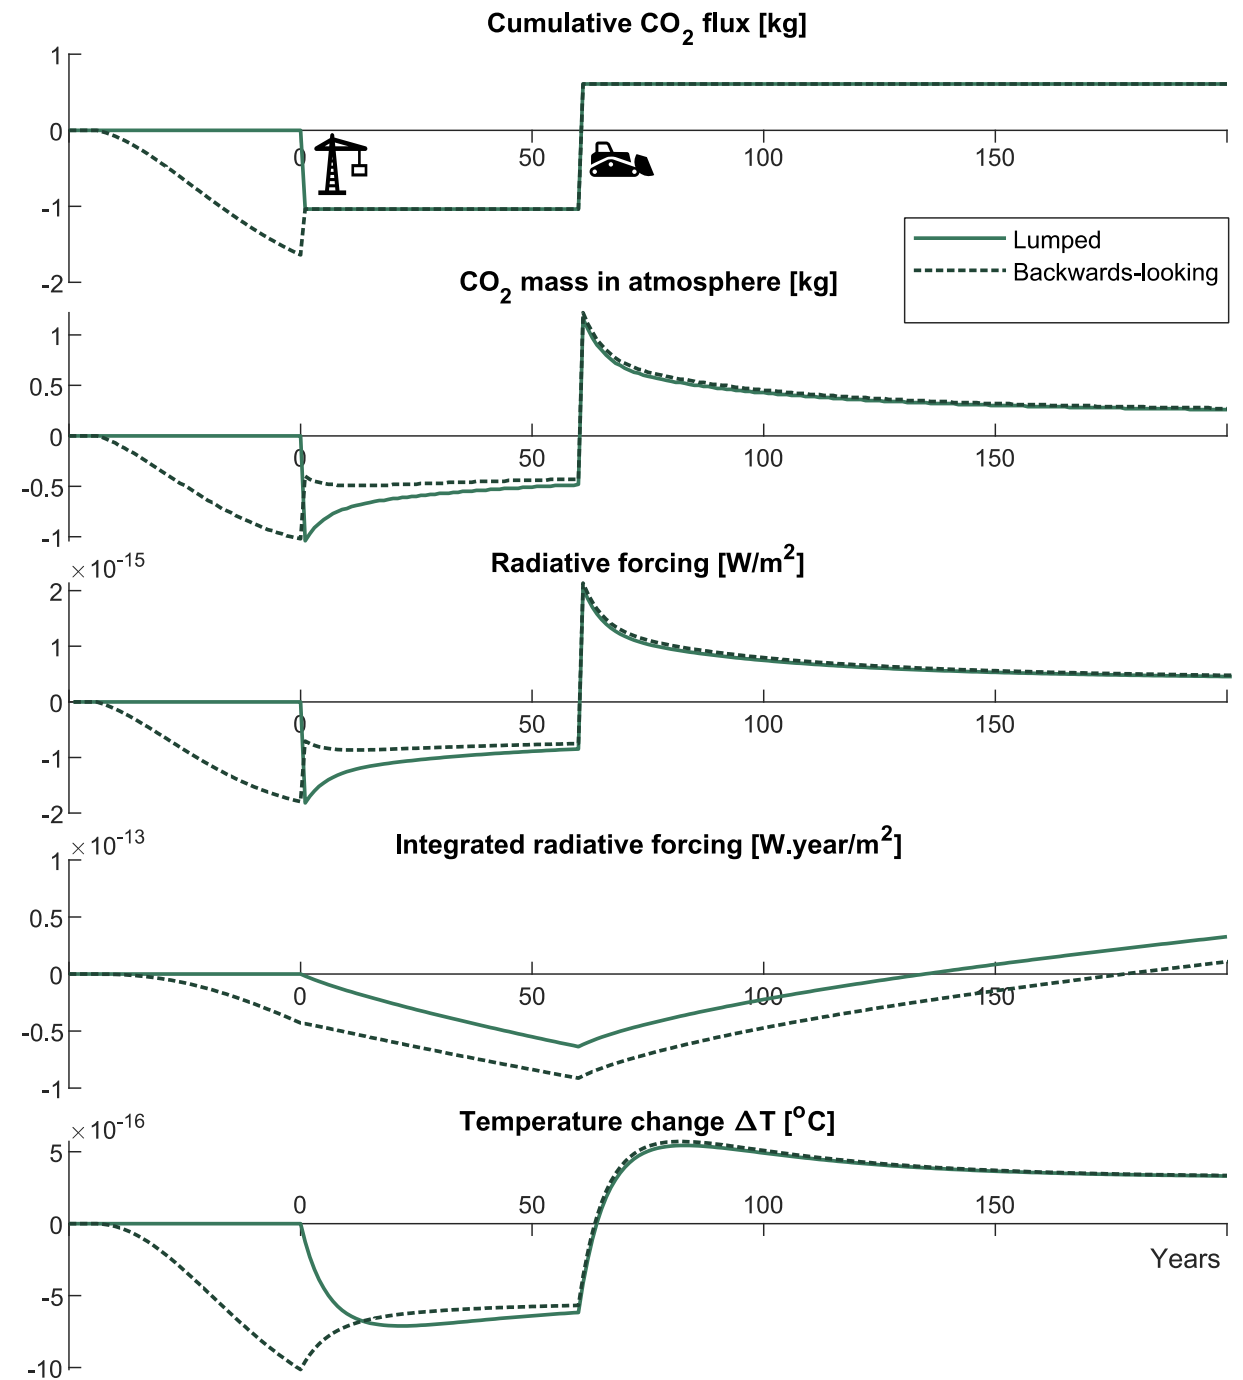 Cumulative CO2 flux [kg]
1
0
-1
-2
0 50 100 150
Lumped
Backwards-looking
CO2 mass in atmosphere [kg]
1
0.5
0
-0.5
-1
0 50 100 150
×10-15
Radiative forcing [W/m2]
2
1
0
-1
-2
0 50 100 150
×10-13
Integrated radiative forcing [W.year/m2]
1
0.5
0
-0.5
-1
0 50 100 150
×10-16
Temperature change ΔT [oC]
5
0
-5
-10
0 50 100 150
Years